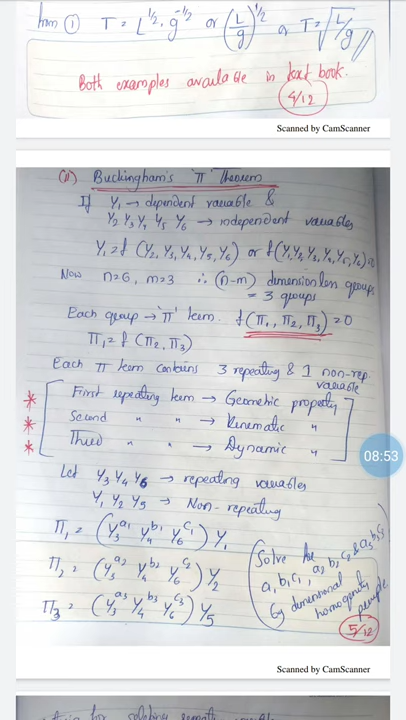 from ① T = L^1/2 . g^-1/2 or (L/g)^1/2 or T = √L/g //
Both examples available in text book.
4/12
Scanned by CamScanner
(ii) Buckingham's 'π' Theorem
If Y₁ → dependent variable &
Y₂ Y₃ Y₄ Y₅ Y₆ → independent variables
Y₁ = f (Y₂, Y₃, Y₄, Y₅, Y₆) or f(Y₁, Y₂, Y₃, Y₄, Y₅, Y₆) = 0
Now n=6, m=3 ∴ (n-m) dimensionless groups
= 3 groups
Each group → 'π' term. f(π₁, π₂, π₃) = 0
π₁ = f (π₂, π₃)
Each π term contains 3 repeating & 1 non-rep.
variable
* First repeating term → Geometric property
* Second " " → Kinematic "
* Third " " → Dynamic "
08:53
Let Y₃ Y₄ Y₆ → repeating variables
Y₁ Y₂ Y₅ → Non-repeating
π₁ = (Y₃^a₁ Y₄^b₁ Y₆^c₁) Y₁
π₂ = (Y₃^a₂ Y₄^b₂ Y₆^c₂) Y₂
π₃ = (Y₃^a₃ Y₄^b₃ Y₆^c₃) Y₅
Solve for
a₁ b₁ c₁, a₂ b₂ c₂ & a₃ b₃ c₃
by dimensional
homogeneity
5/12
Scanned by CamScanner
for solving